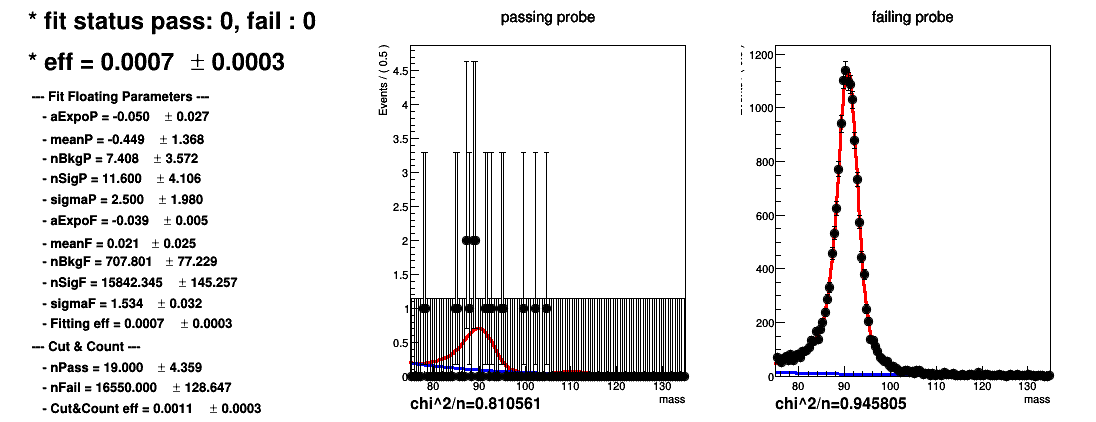 * fit status pass: 0, fail : 0
* eff = 0.0007 ± 0.0003
--- Fit Floating Parameters ---
- aExpoP = -0.050 ± 0.027
- meanP = -0.449 ± 1.368
- nBkgP = 7.408 ± 3.572
- nSigP = 11.600 ± 4.106
- sigmaP = 2.500 ± 1.980
- aExpoF = -0.039 ± 0.005
- meanF = 0.021 ± 0.025
- nBkgF = 707.801 ± 77.229
- nSigF = 15842.345 ± 145.257
- sigmaF = 1.534 ± 0.032
- Fitting eff = 0.0007 ± 0.0003
--- Cut & Count ---
- nPass = 19.000 ± 4.359
- nFail = 16550.000 ± 128.647
- Cut&Count eff = 0.0011 ± 0.0003
passing probe
Events / ( 0.5 )
4.5
4
3.5
3
2.5
2
1.5
1
0.5
0
80 90 100 110 120 130
mass
chi^2/n=0.810561
failing probe
1200
1000
800
600
400
200
0
80 90 100 110 120 130
mass
chi^2/n=0.945805